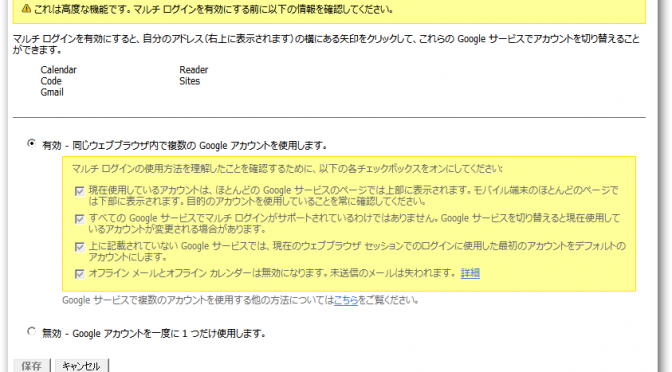 これは高度な機能です。マルチ ログインを有効にする前に以下の情報を確認してください。
マルチ ログインを有効にすると、自分のアドレス（右上に表示されます）の横にある矢印をクリックして、これらの Google サービスでアカウントを切り替えること
ができます。
Calendar Reader
Code Sites
Gmail
有効 - 同じウェブブラウザ内で複数の Google アカウントを使用します。
マルチ ログインの使用方法を理解したことを確認するために、以下の各チェックボックスをオンにしてください:
現在使用しているアカウントは、ほとんどの Google サービスのページでは上部に表示されます。モバイル端末のほとんどのページで
は下部に表示されます。目的のアカウントを使用していることを常に確認してください。
すべての Google サービスでマルチ ログインがサポートされているわけではありません。Google サービスを切り替えると現在使用して
いるアカウントが変更される場合があります。
上に記載されていない Google サービスでは、現在のウェブブラウザ セッションでのログインに使用した最初のアカウントをデフォルトの
アカウントにします。
オフライン メールとオフライン カレンダーは無効になります。未送信のメールは失われます。 詳細
Google サービスで複数のアカウントを使用する他の方法についてはこちらをご覧ください。
無効 - Google アカウントを一度に 1 つだけ使用します。
保存 キャンセル